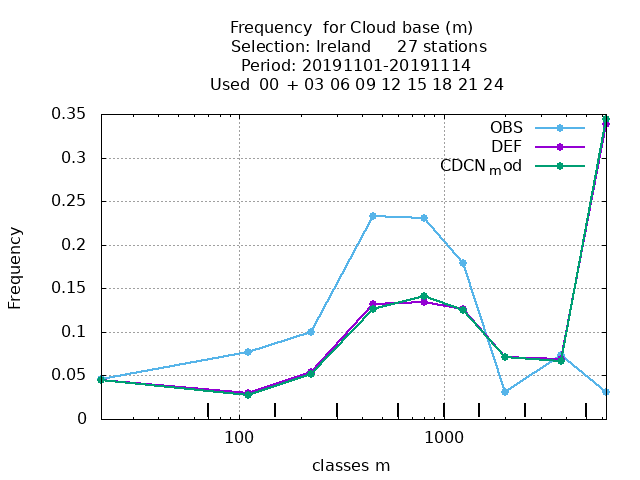 Frequency  for Cloud base (m)
Selection: Ireland     27 stations
Period: 20191101-20191114
Used  00 + 03 06 09 12 15 18 21 24
0.35
0.3
0.25
0.2
0.15
0.1
0.05
0
Frequency
OBS
DEF
CDCNmod
100
1000
classes m